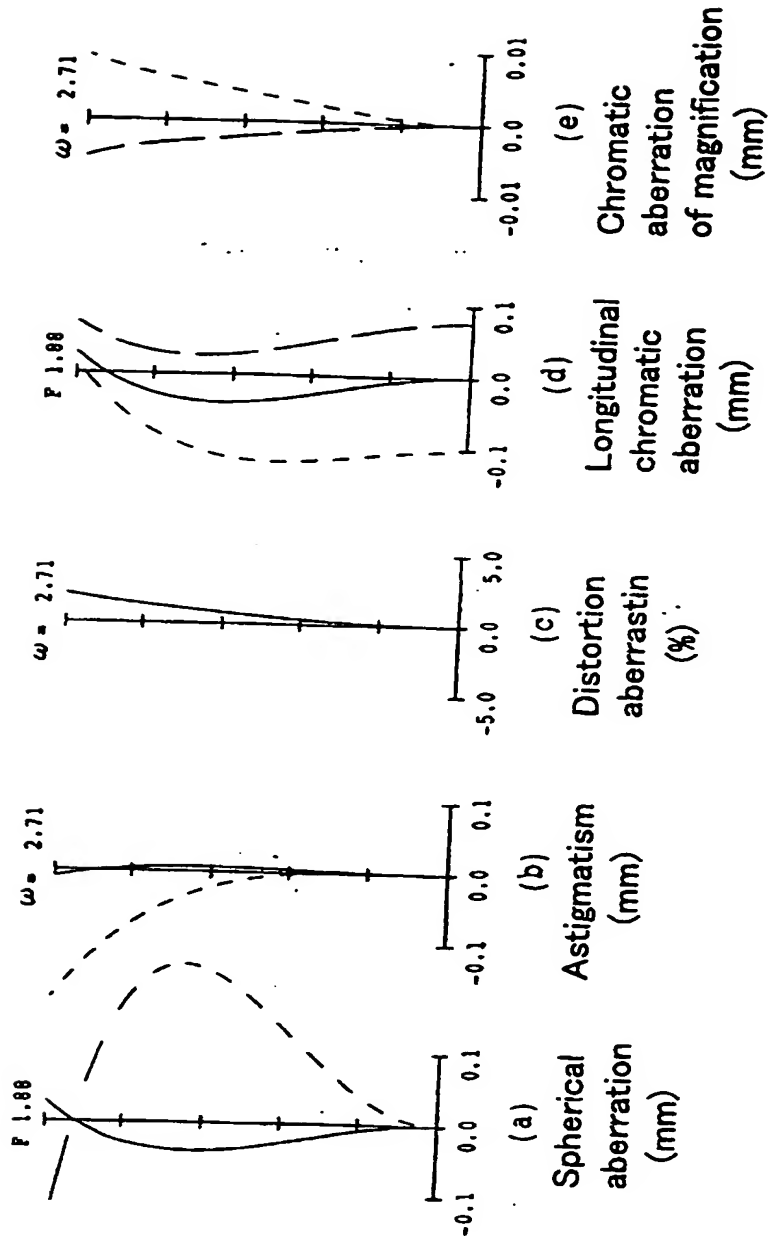 F 1.88
-0.1 0.0 0.1
(a)
Spherical
aberration
(mm)
ω= 2.71
-0.1 0.0 0.1
(b)
Astigmatism
(mm)
ω= 2.71
-5.0 0.0 5.0
(c)
Distortion
aberrastin
(%)
F 1.88
-0.1 0.0 0.1
(d)
Longitudinal
chromatic
aberration
(mm)
ω= 2.71
-0.01 0.0 0.01
(e)
Chromatic
aberration
of magnification
(mm)